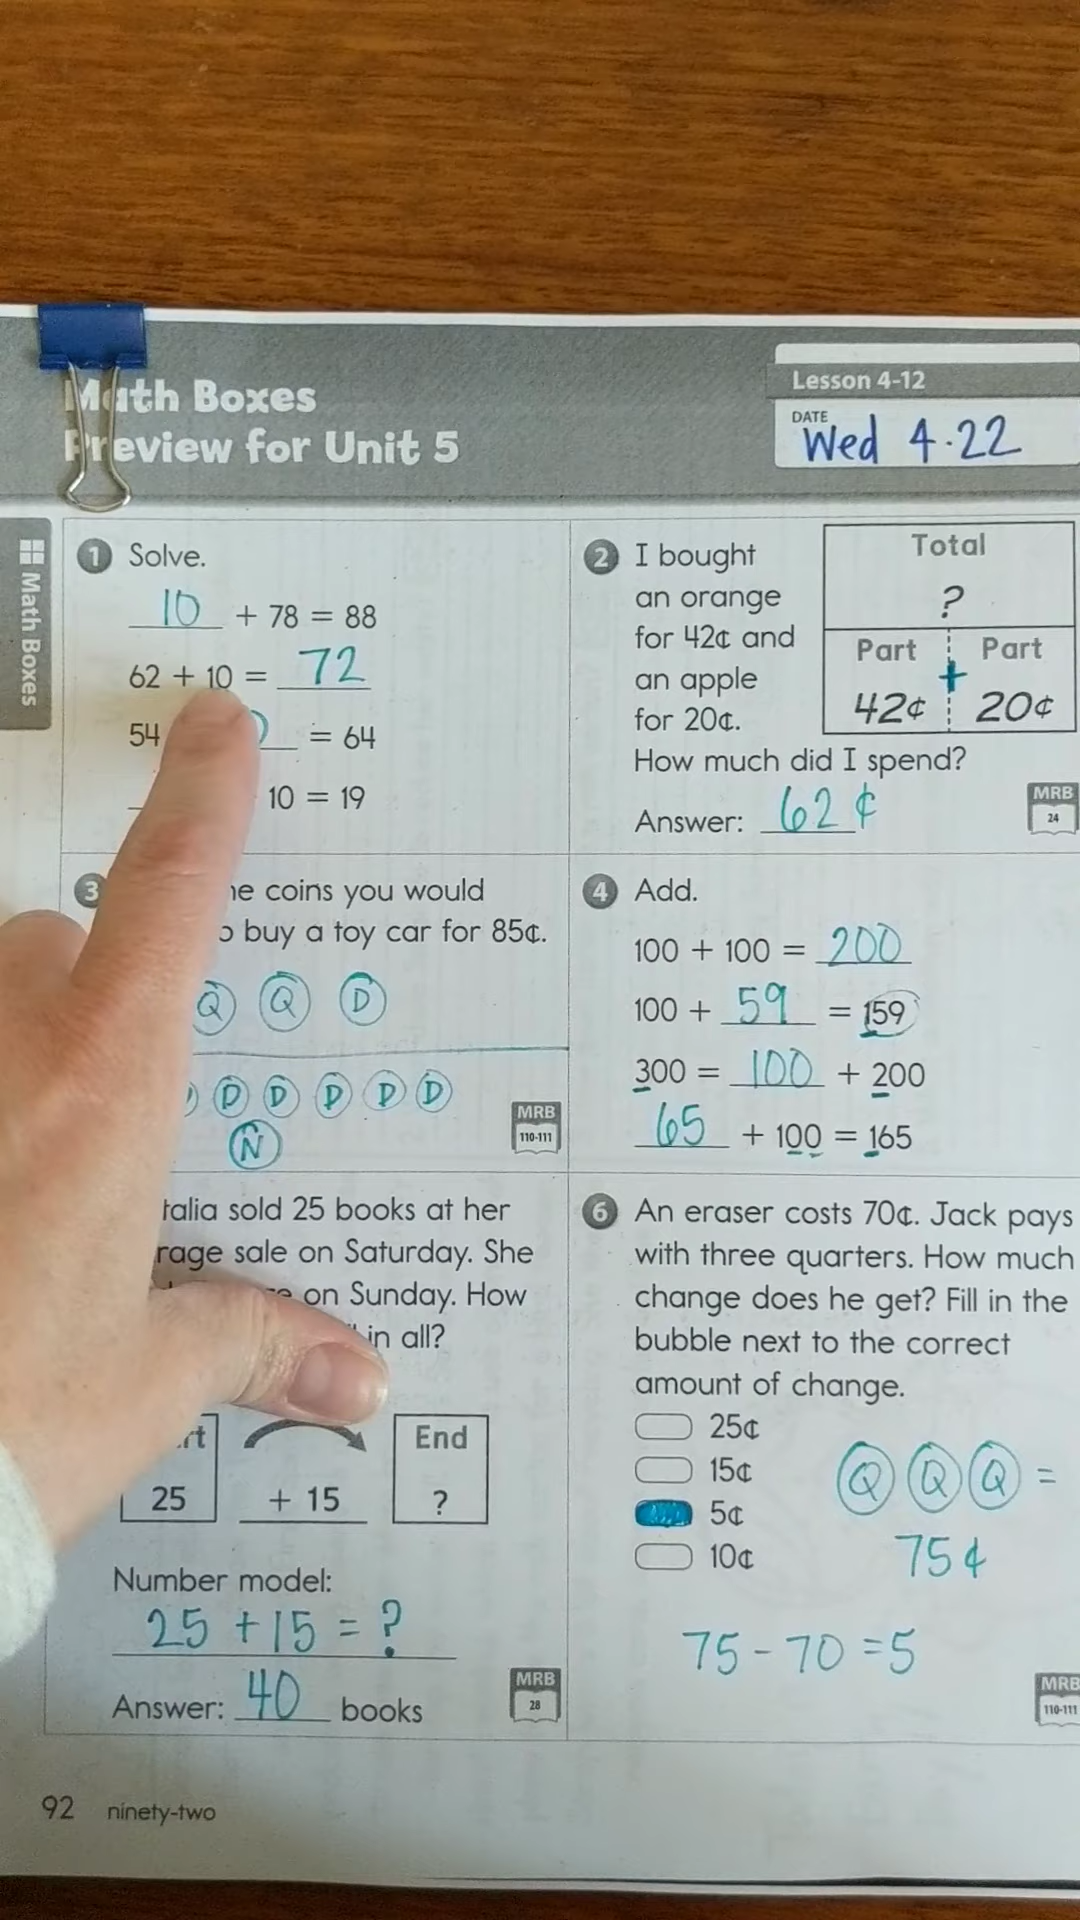 Math Boxes
Preview for Unit 5
Lesson 4-12
DATE
Wed 4.22
Math Boxes
1 Solve.
10 + 78 = 88
62 + 10 = 72
54 = 64
10 = 19
2 I bought
an orange
for 42¢ and
an apple
for 20¢.
How much did I spend?
Answer: 62¢
Total
?
Part Part
42¢ + 20¢
MRB
24
3 coins you would
buy a toy car for 85¢.
Q Q D
D D D D D
N
MRB
110-111
4 Add.
100 + 100 = 200
100 + 59 = 159
300 = 100 + 200
65 + 100 = 165
sold 25 books at her
sale on Saturday. She
on Sunday. How
in all?
25 + 15
End
?
Number model:
25 + 15 = ?
Answer: 40 books
MRB
28
6 An eraser costs 70¢. Jack pays
with three quarters. How much
change does he get? Fill in the
bubble next to the correct
amount of change.
25¢
15¢
5¢
10¢
Q Q Q =
75¢
75 - 70 = 5
MRB
110-111
92 ninety-two